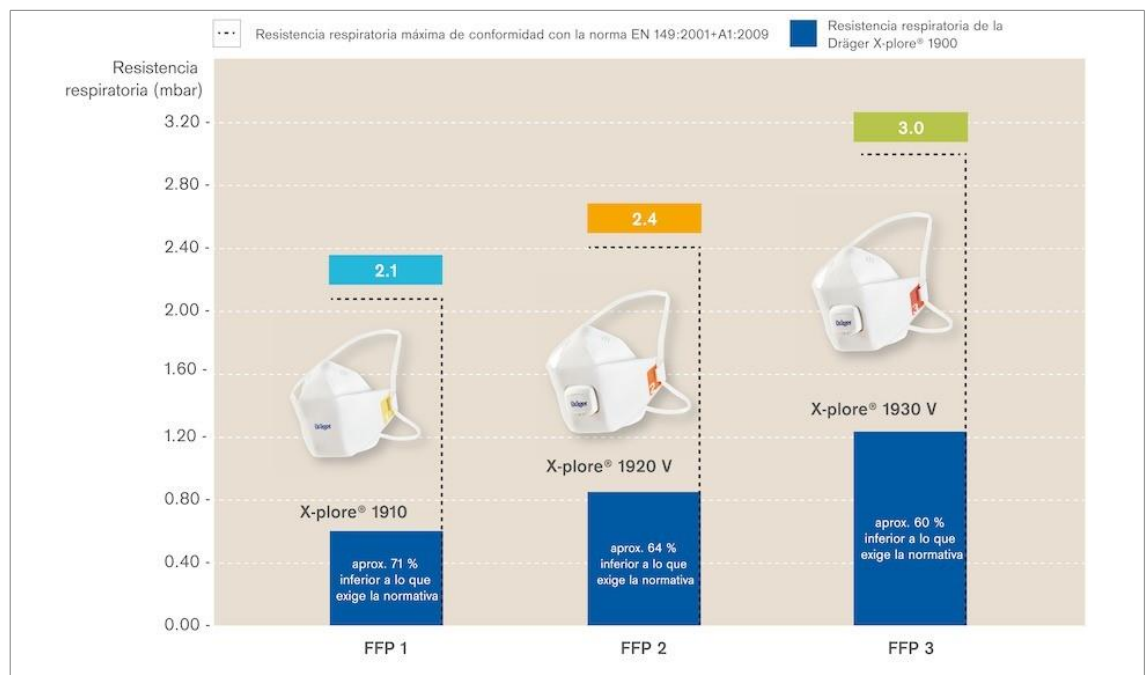 Resistencia respiratoria máxima de conformidad con la norma EN 149:2001+A1:2009
Resistencia respiratoria de la
Dräger X-plore® 1900
Resistencia
respiratoria (mbar)
3.20 -
2.80 -
2.40 -
2.00 -
1.60 -
1.20 -
0.80 -
0.40 -
0.00 -
2.1
Dräger
X-plore® 1910
aprox. 71 %
inferior a lo que
exige la normativa
FFP 1
2.4
Dräger
X-plore® 1920 V
aprox. 64 %
inferior a lo que
exige la normativa
FFP 2
3.0
Dräger
X-plore® 1930 V
aprox. 60 %
inferior a lo que
exige la normativa
FFP 3